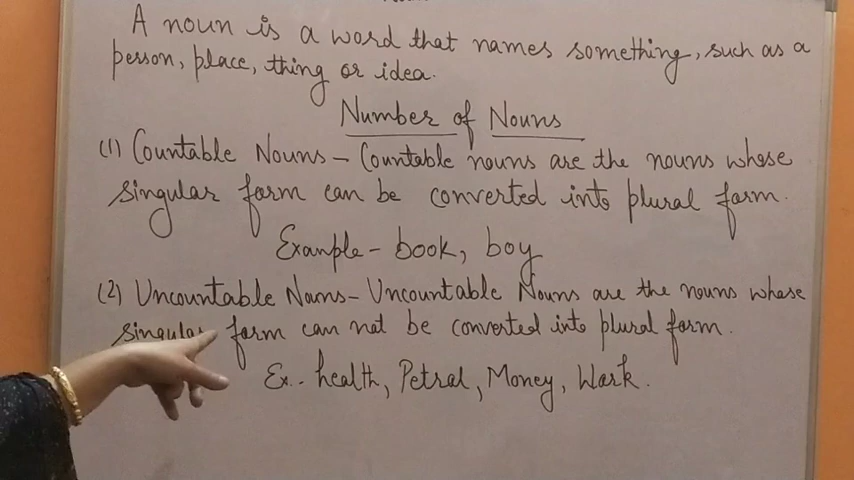 A noun is a word that names something, such as a
person, place, thing or idea.
Number of Nouns
(1) Countable Nouns - Countable nouns are the nouns whose
singular form can be converted into plural form.
Example - book, boy
(2) Uncountable Nouns - Uncountable Nouns are the nouns whose
singular form can not be converted into plural form.
Ex.- health, Petrol, Money, Work.